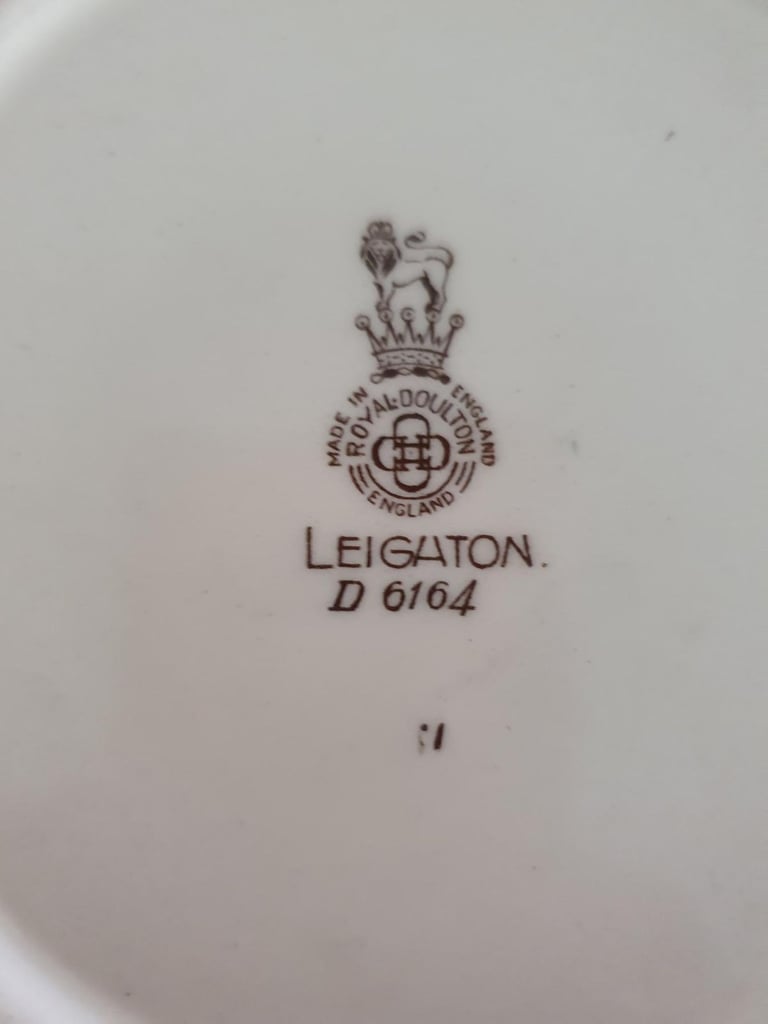 MADE IN ENGLAND
ROYAL·DOULTON
ENGLAND
LEIGATON.
D 6164